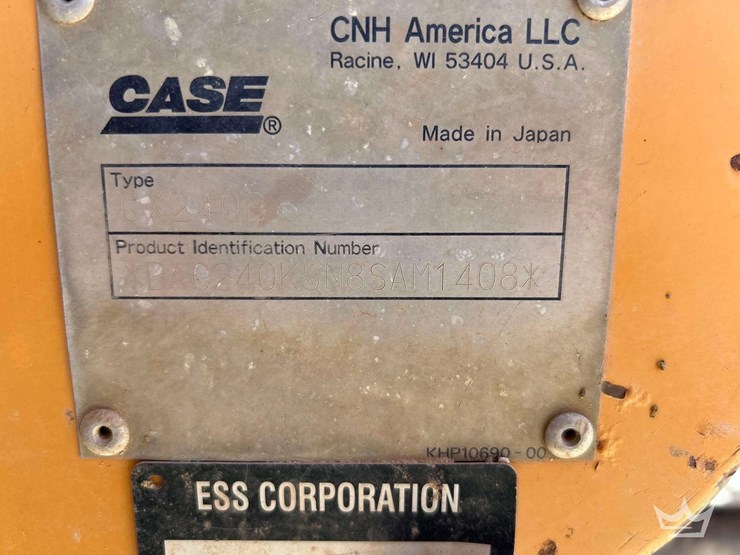 CNH America LLC
Racine, WI 53404 U.S.A.
CASE®
Made in Japan
Type
Product Identification Number
KHP10690-00
ESS CORPORATION